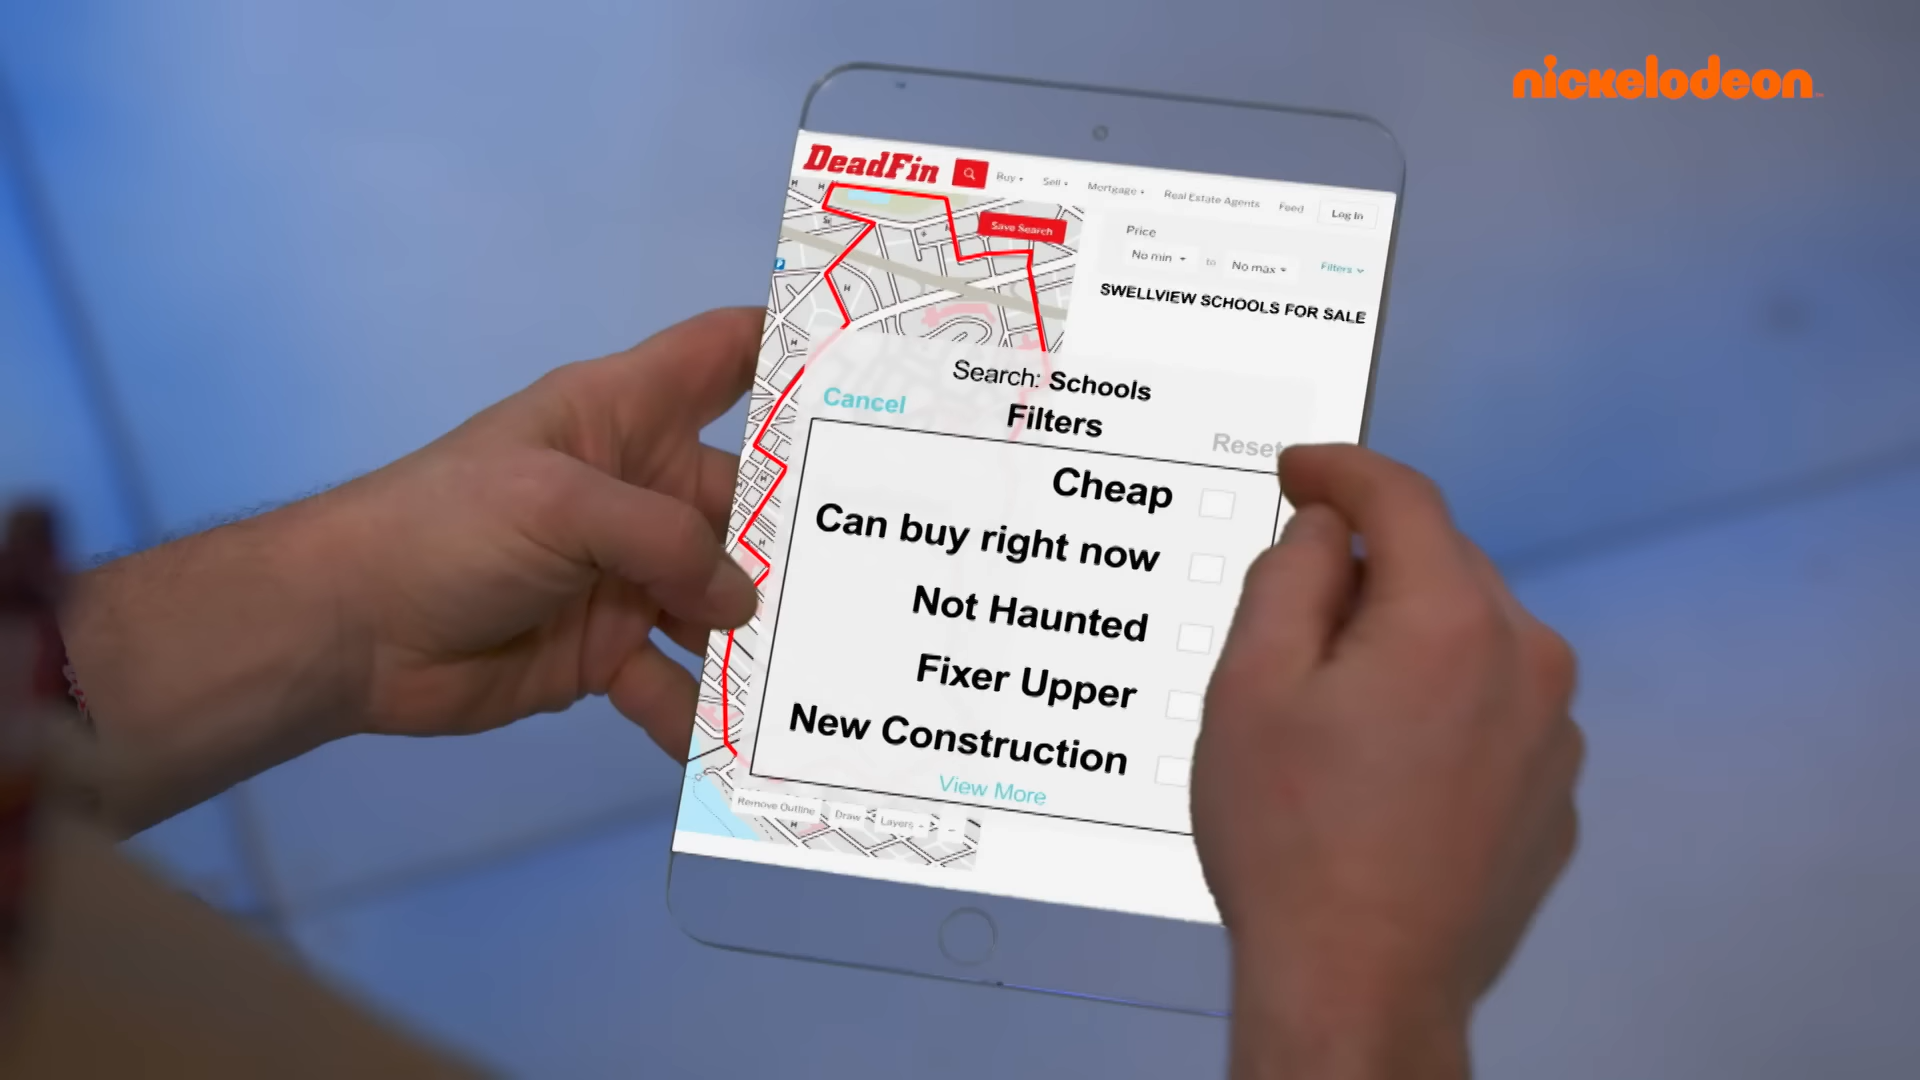 nickelodeon
DeadFin Buy Sell Mortgage Real Estate Agents Feed Log In
Save Search
Price
No min to No max Filters
SWELLVIEW SCHOOLS FOR SALE
Search: Schools
Cancel Filters Reset
Cheap
Can buy right now
Not Haunted
Fixer Upper
New Construction
View More
Remove Outline Draw Layers